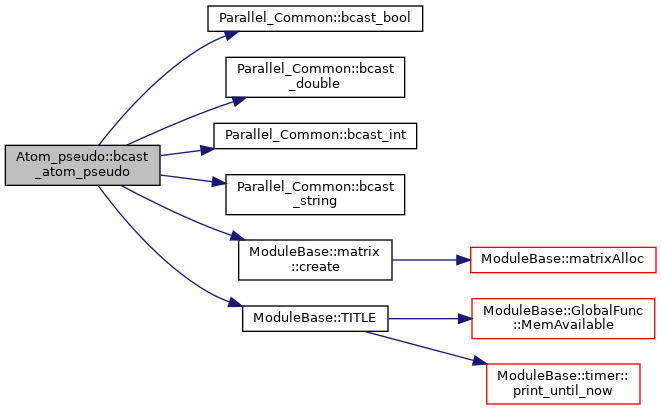 Parallel_Common::bcast_bool
Parallel_Common::bcast
_double
Parallel_Common::bcast_int
Atom_pseudo::bcast
_atom_pseudo
Parallel_Common::bcast
_string
ModuleBase::matrix
::create
ModuleBase::matrixAlloc
ModuleBase::TITLE
ModuleBase::GlobalFunc
::MemAvailable
ModuleBase::timer::
print_until_now